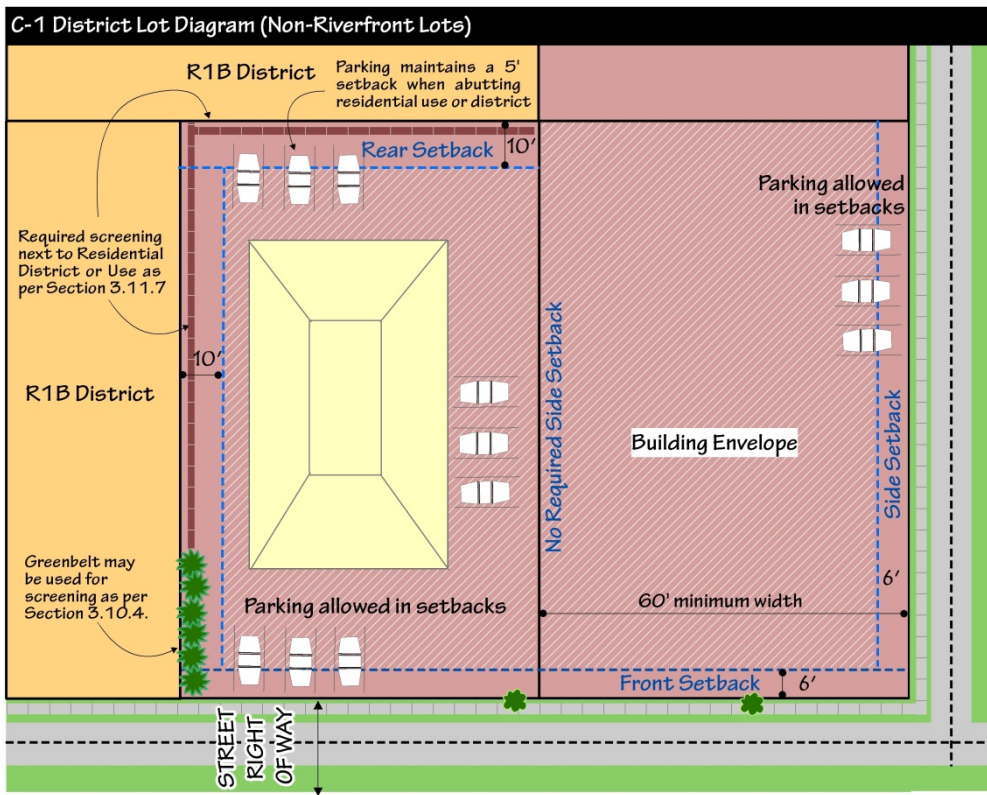 C-1 District Lot Diagram (Non-Riverfront Lots)
R1B District
Parking maintains a 5'
setback when abutting
residential use or district
Rear Setback
10'
Parking allowed
in setbacks
Required screening
next to Residential
District or Use as
per Section 3.11.7
10'
R1B District
No Required Side Setback
Building Envelope
Side Setback
Greenbelt may
be used for
screening as per
Section 3.10.4.
Parking allowed in setbacks
60' minimum width
6'
Front Setback
6'
STREET
RIGHT
OF WAY